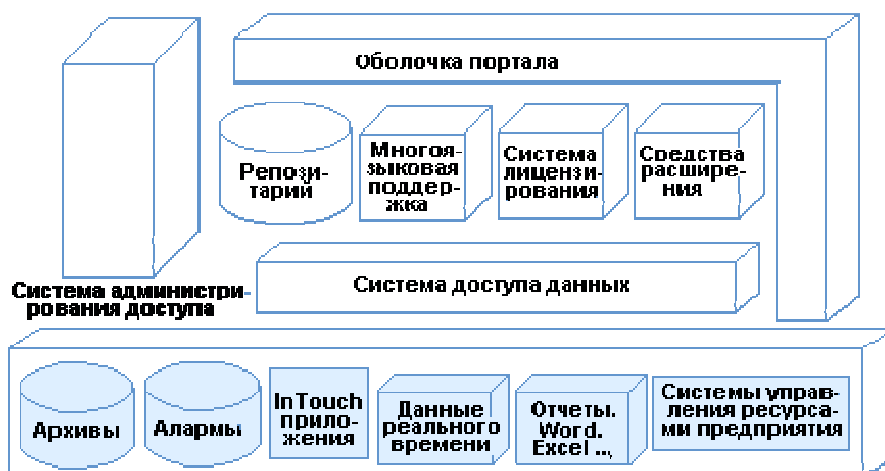 Оболочка портала
Репози-
тарий
Многоя-
зыковая
поддер-
жка
Система
лицензи-
рования
Средства
расшире-
ния
Система администри-
рования доступа
Система доступа данных
Архивы
Алармы
InTouch
прило-
жения
Данные
реального
времени
Отчеты.
Word.
Excel ..,
Системы управ-
ления ресурса-
ми предприятия